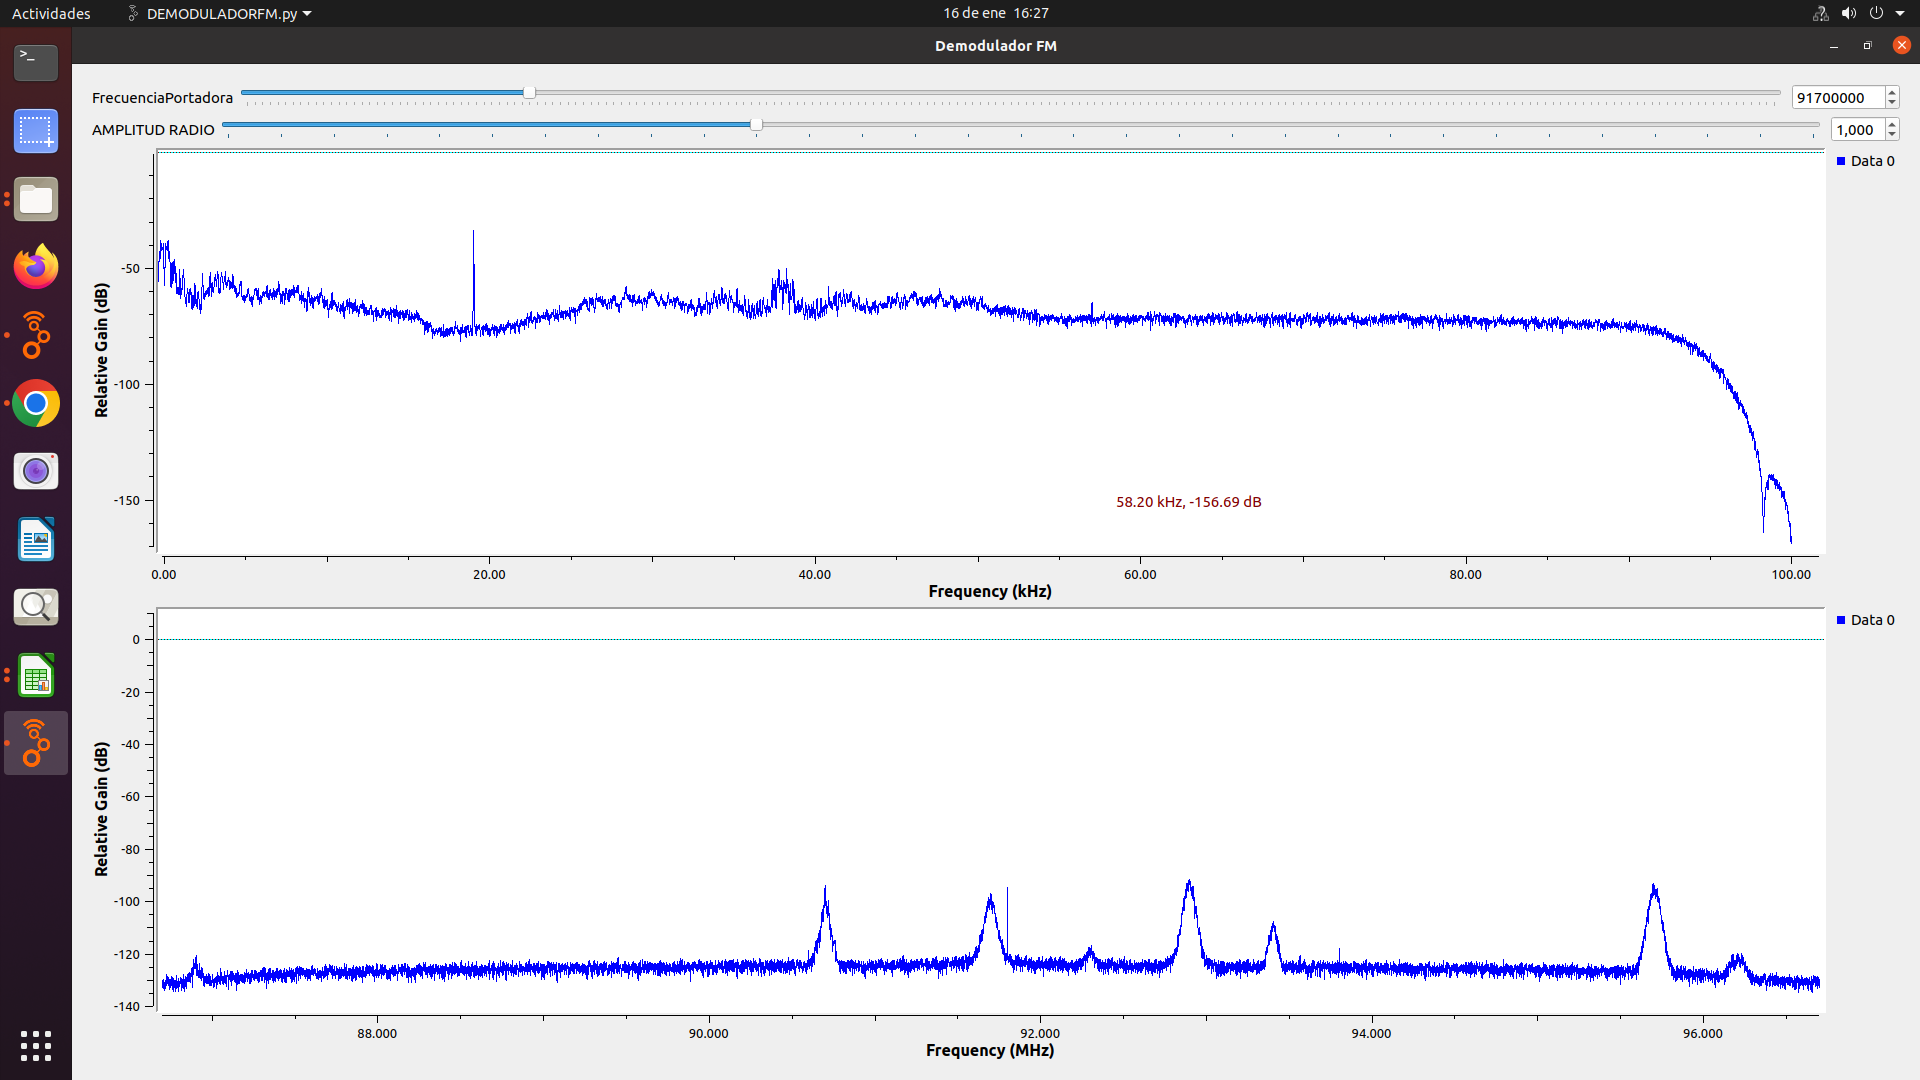 Actividades
DEMODULADORFM.py
16 de ene 16:27
Demodulador FM
FrecuenciaPortadora
91700000
AMPLITUD RADIO
1,000
Data 0
Relative Gain (dB)
-50
-100
-150
58.20 kHz, -156.69 dB
0.00
20.00
40.00
60.00
80.00
100.00
Frequency (kHz)
Data 0
Relative Gain (dB)
0
-20
-40
-60
-80
-100
-120
-140
88.000
90.000
92.000
94.000
96.000
Frequency (MHz)